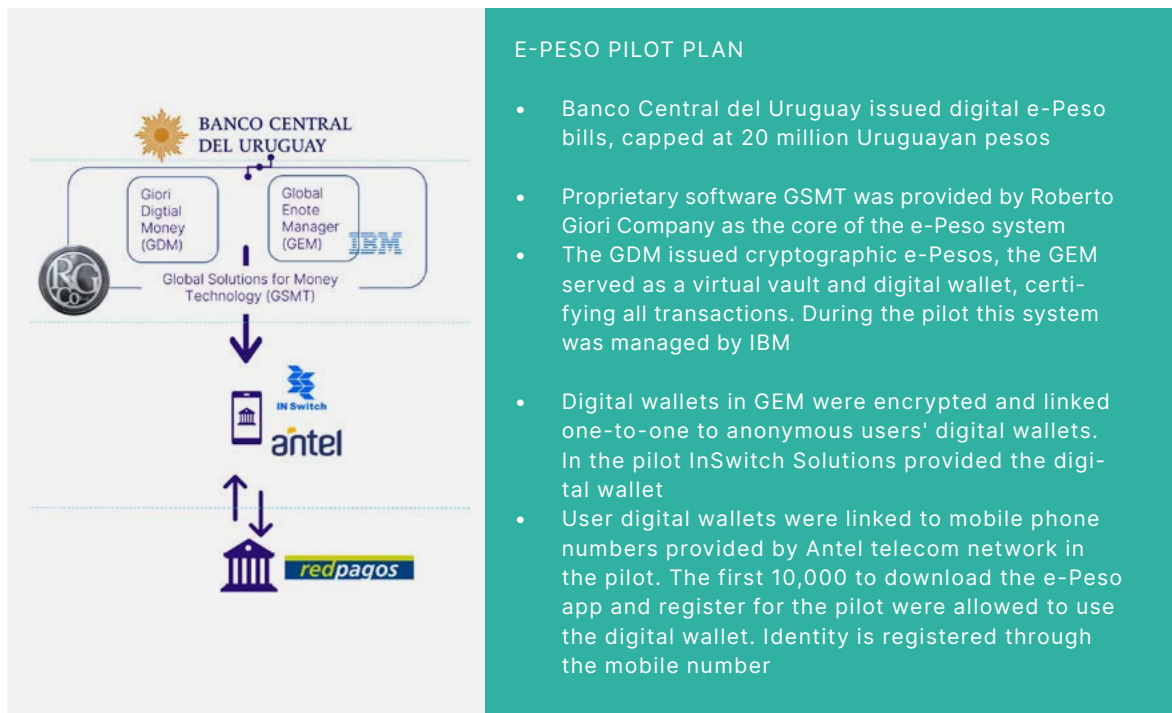 BANCO CENTRAL
DEL URUGUAY
Giori
Digtial
Money
(GDM)
Global
Enote
Manager
(GEM)
IBM
RG
Co
Global Solutions for Money
Technology (GSMT)
IN Switch
antel
redpagos
E-PESO PILOT PLAN
• Banco Central del Uruguay issued digital e-Peso
bills, capped at 20 million Uruguayan pesos
• Proprietary software GSMT was provided by Roberto
Giori Company as the core of the e-Peso system
• The GDM issued cryptographic e-Pesos, the GEM
served as a virtual vault and digital wallet, certi-
fying all transactions. During the pilot this system
was managed by IBM
• Digital wallets in GEM were encrypted and linked
one-to-one to anonymous users' digital wallets.
In the pilot InSwitch Solutions provided the digi-
tal wallet
• User digital wallets were linked to mobile phone
numbers provided by Antel telecom network in
the pilot. The first 10,000 to download the e-Peso
app and register for the pilot were allowed to use
the digital wallet. Identity is registered through
the mobile number